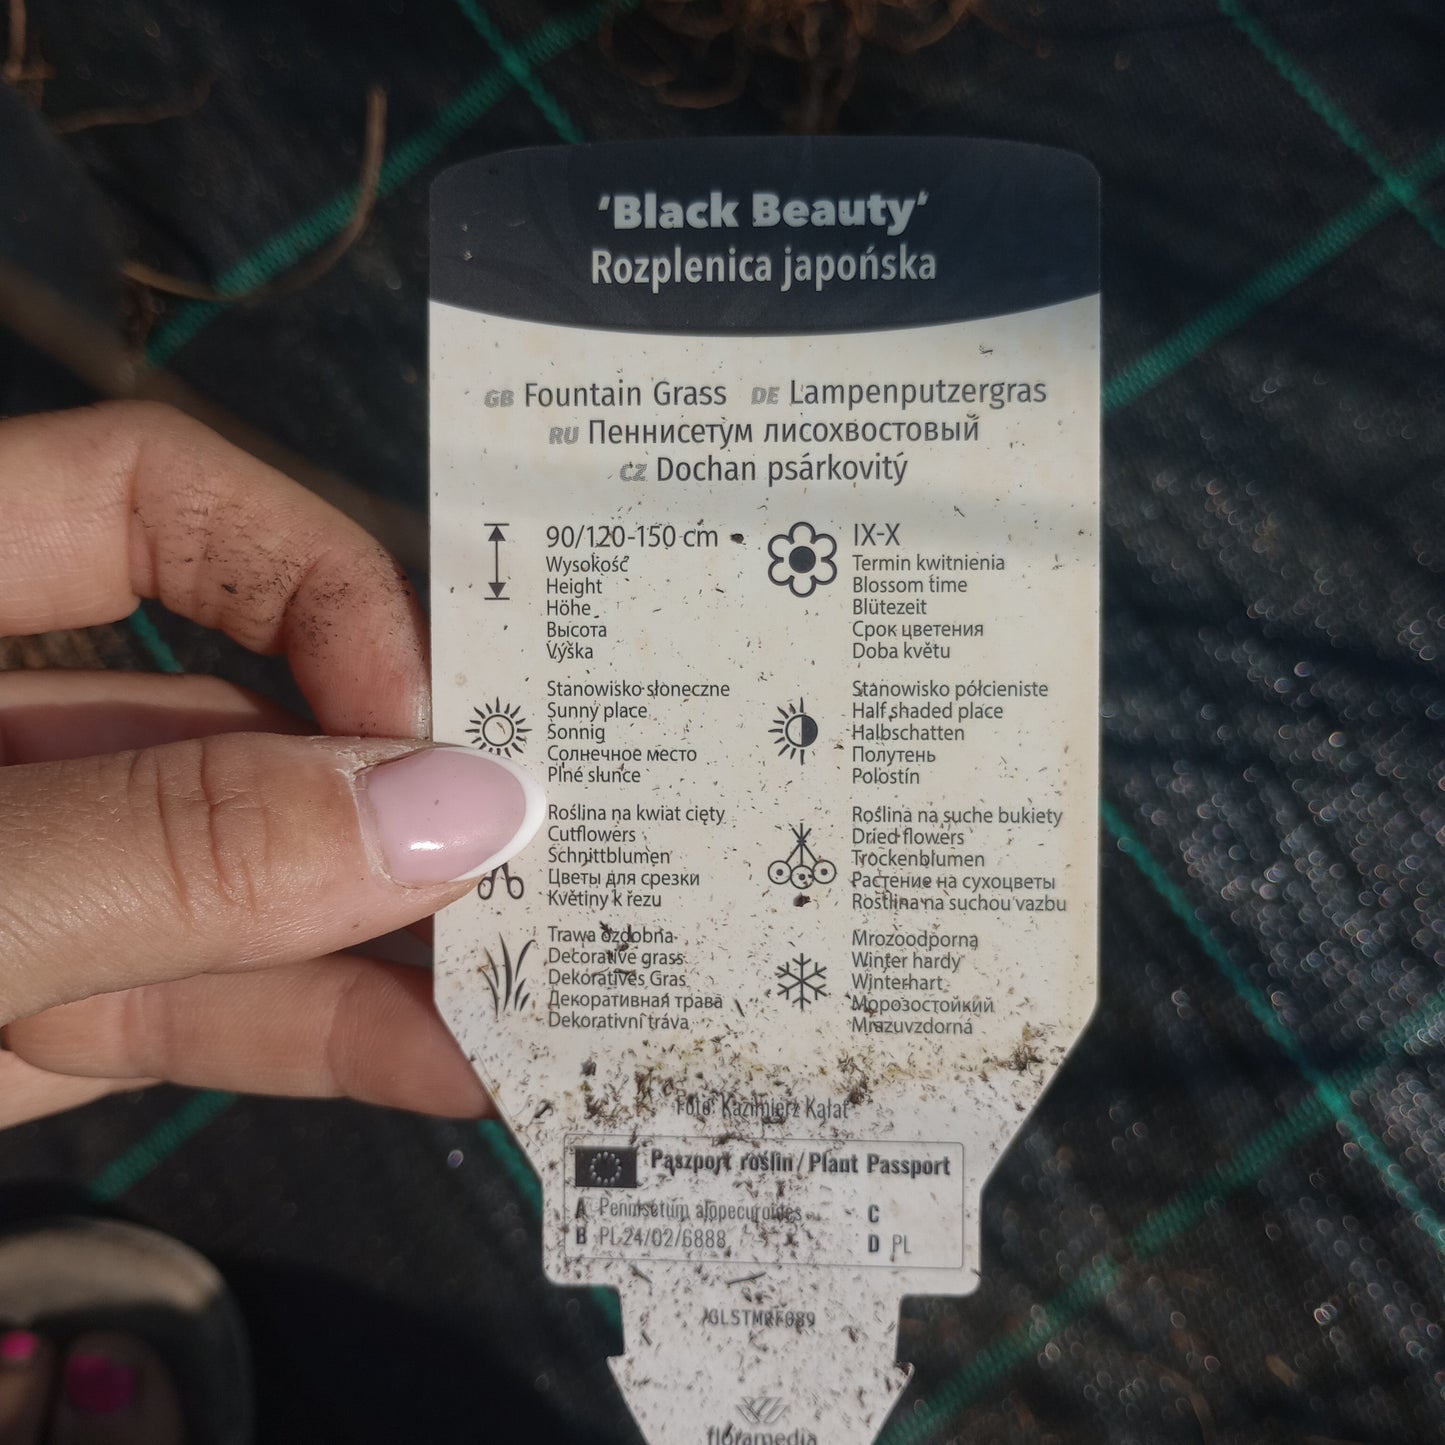 'Black Beauty'
Rozplenica japońska
GB Fountain Grass DE Lampenputzergras
RU Пеннисетум лисохвостовый
CZ Dochan psárkovitý
90/120-150 cm
Wysokość
Height
Höhe
Высота
Výška
IX-X
Termin kwitnienia
Blossom time
Blütezeit
Срок цветения
Doba květu
Stanowisko słoneczne
Sunny place
Sonnig
Солнечное место
Plné slunce
Stanowisko półcieniste
Half shaded place
Halbschatten
Полутень
Polostín
Roślina na kwiat cięty
Cutflowers
Schnittblumen
Цветы для срезки
Květiny k řezu
Roślina na suche bukiety
Dried flowers
Trockenblumen
Растение на сухоцветы
Rostlina na suchou vazbu
Trawa ozdobna
Decorative grass
Dekoratives Gras
Декоративная трава
Dekorativní tráva
Mrozoodporna
Winter hardy
Winterhart
Морозостойкий
Mrazuvzdorná
Foto: Kazimierz Kałat
Paszport roślin / Plant Passport
A Pennisetum alopecuroides C
B PL-24/02/6888 D PL
GLSTMRF089
floramedia